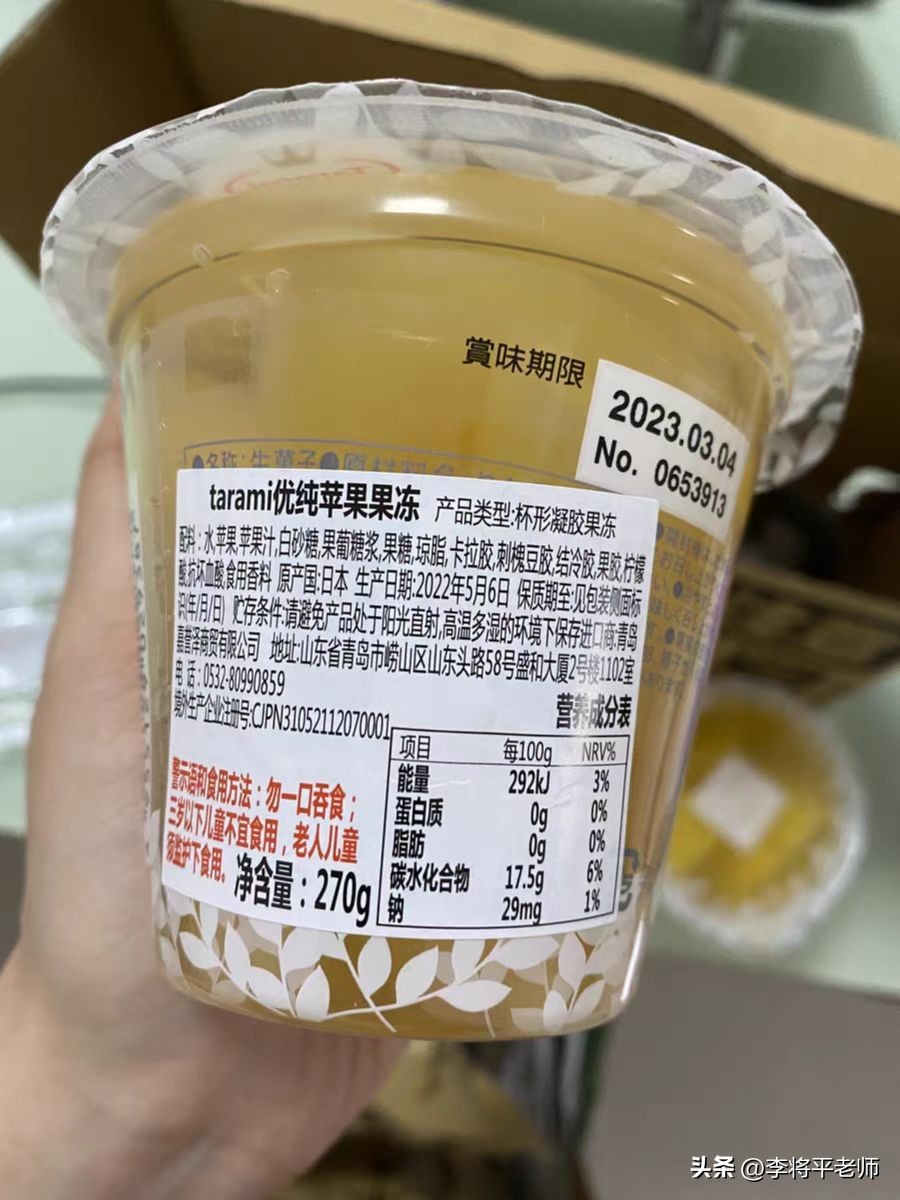 賞味期限
2023.03.04
No. 0653913
tarami优纯苹果果冻 产品类型:杯形凝胶果冻
配料:水,苹果,苹果汁,白砂糖,果葡糖浆,果糖,琼脂,卡拉胶,刺槐豆胶,结冷胶,果胶,柠檬
酸,抗坏血酸,食用香料 原产国:日本 生产日期:2022年5月6日 保质期至:见包装侧面标
识(年/月/日) 贮存条件:请避免产品处于阳光直射,高温多湿的环境下保存进口商:青岛
嘉誉泽商贸有限公司 地址:山东省青岛市崂山区山东头路58号盛和大厦2号楼1102室
电话:0532-80990859
境外生产企业注册号:CJPN31052112070001
营养成分表
项目 每100g NRV%
能量 292kJ 3%
蛋白质 0g 0%
脂肪 0g 0%
碳水化合物 17.5g 6%
钠 29mg 1%
警示语和食用方法:勿一口吞食;
三岁以下儿童不宜食用,老人儿童
须监护下食用。
净含量:270g
头条 @李将平老师